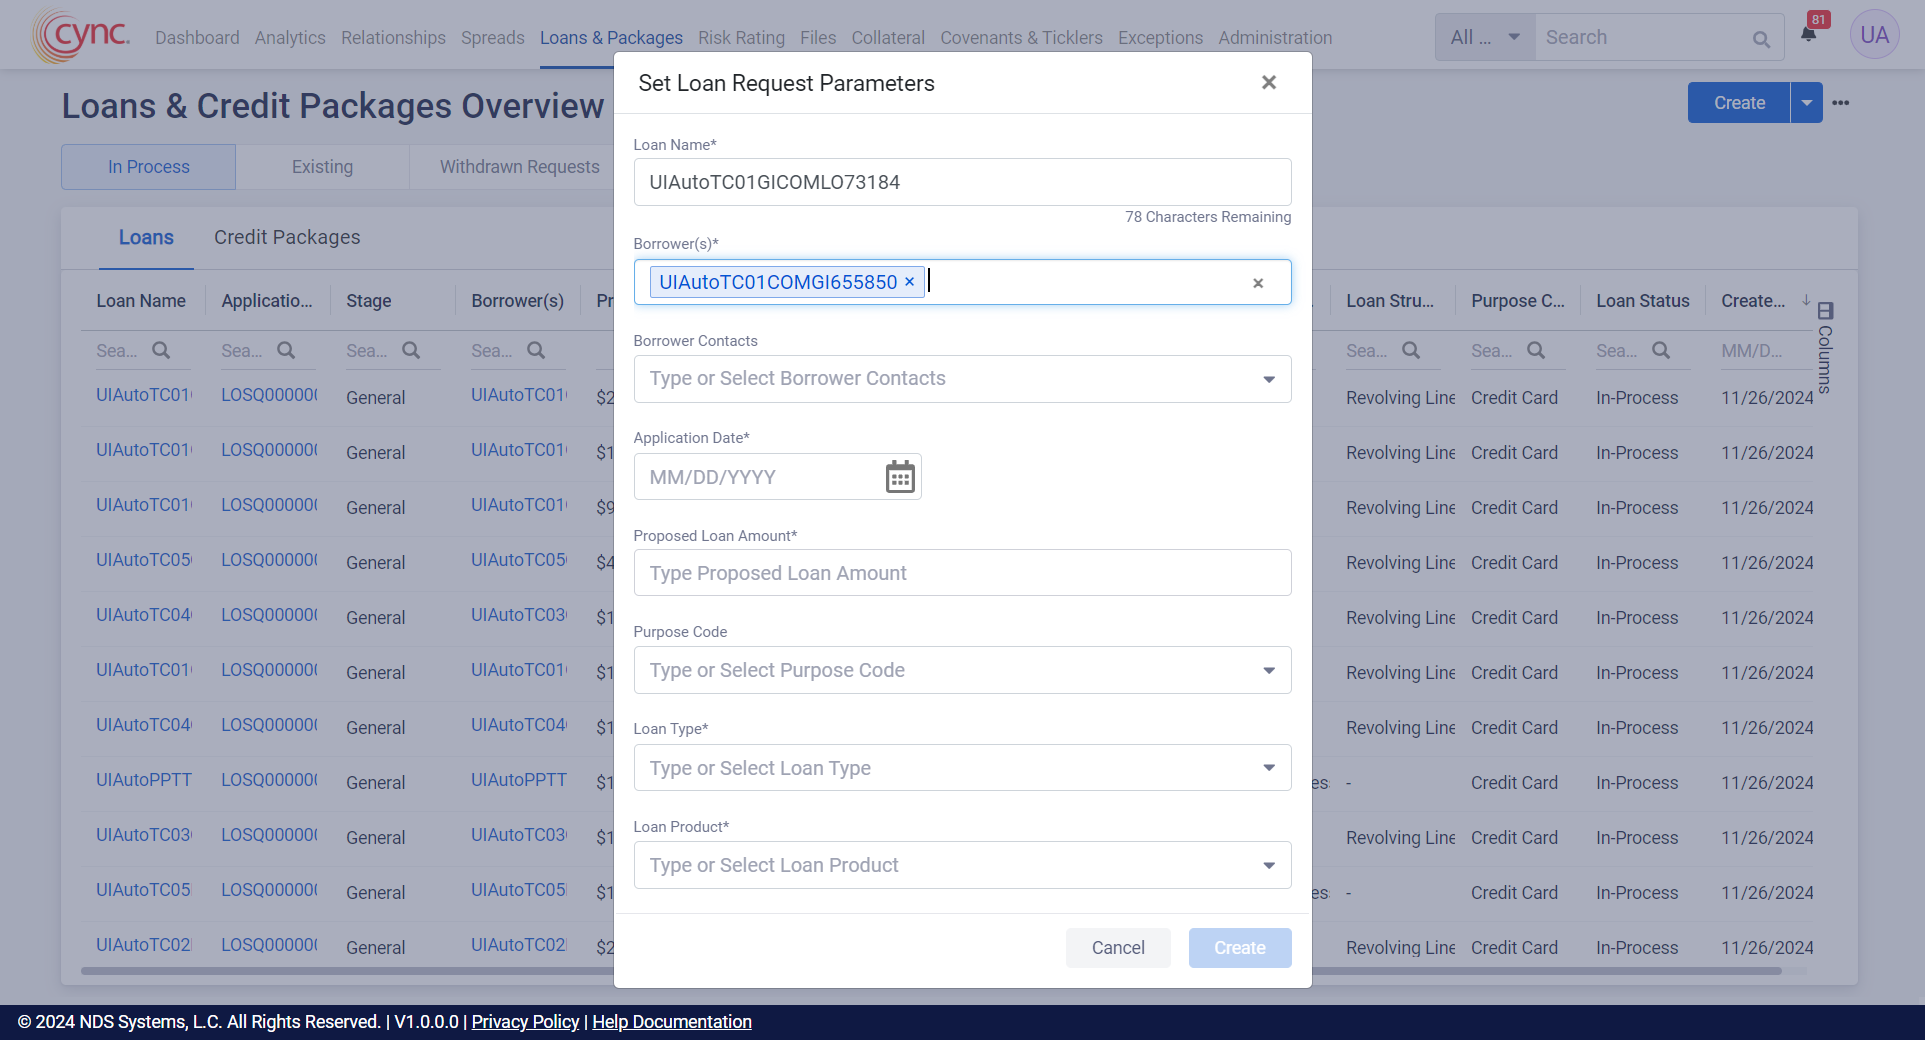 cync.
Dashboard Analytics Relationships Spreads Loans & Packages Risk Rating Files Collateral Covenants & Ticklers Exceptions Administration
All ... Search 81 UA
Loans & Credit Packages Overview
Create
In Process Existing Withdrawn Requests
Loans Credit Packages
Loan Name Applicatio... Stage Borrower(s) Pr Loan Stru... Purpose C... Loan Status Create...
Sea... Sea... Sea... Sea... Sea... Sea... Sea... MM/D...
Columns
UIAutoTC01 LOSQ000000 General UIAutoTC01 $2 Revolving Line Credit Card In-Process 11/26/2024
UIAutoTC01 LOSQ000000 General UIAutoTC01 $1 Revolving Line Credit Card In-Process 11/26/2024
UIAutoTC01 LOSQ000000 General UIAutoTC01 $9 Revolving Line Credit Card In-Process 11/26/2024
UIAutoTC05 LOSQ000000 General UIAutoTC05 $4 Revolving Line Credit Card In-Process 11/26/2024
UIAutoTC04 LOSQ000000 General UIAutoTC03 $1 Revolving Line Credit Card In-Process 11/26/2024
UIAutoTC01 LOSQ000000 General UIAutoTC01 $1 Revolving Line Credit Card In-Process 11/26/2024
UIAutoTC04 LOSQ000000 General UIAutoTC04 $1 Revolving Line Credit Card In-Process 11/26/2024
UIAutoPPTT LOSQ000000 General UIAutoPPTT $1 es - Credit Card In-Process 11/26/2024
UIAutoTC03 LOSQ000000 General UIAutoTC03 $1 Revolving Line Credit Card In-Process 11/26/2024
UIAutoTC05 LOSQ000000 General UIAutoTC05 $1 es - Credit Card In-Process 11/26/2024
UIAutoTC02 LOSQ000000 General UIAutoTC02 $2 Revolving Line Credit Card In-Process 11/26/2024
Set Loan Request Parameters
Loan Name*
UIAutoTC01GICOMLO73184
78 Characters Remaining
Borrower(s)*
UIAutoTC01COMGI655850 ×
Borrower Contacts
Type or Select Borrower Contacts
Application Date*
MM/DD/YYYY
Proposed Loan Amount*
Type Proposed Loan Amount
Purpose Code
Type or Select Purpose Code
Loan Type*
Type or Select Loan Type
Loan Product*
Type or Select Loan Product
Cancel Create
© 2024 NDS Systems, L.C. All Rights Reserved. | V1.0.0.0 | Privacy Policy | Help Documentation